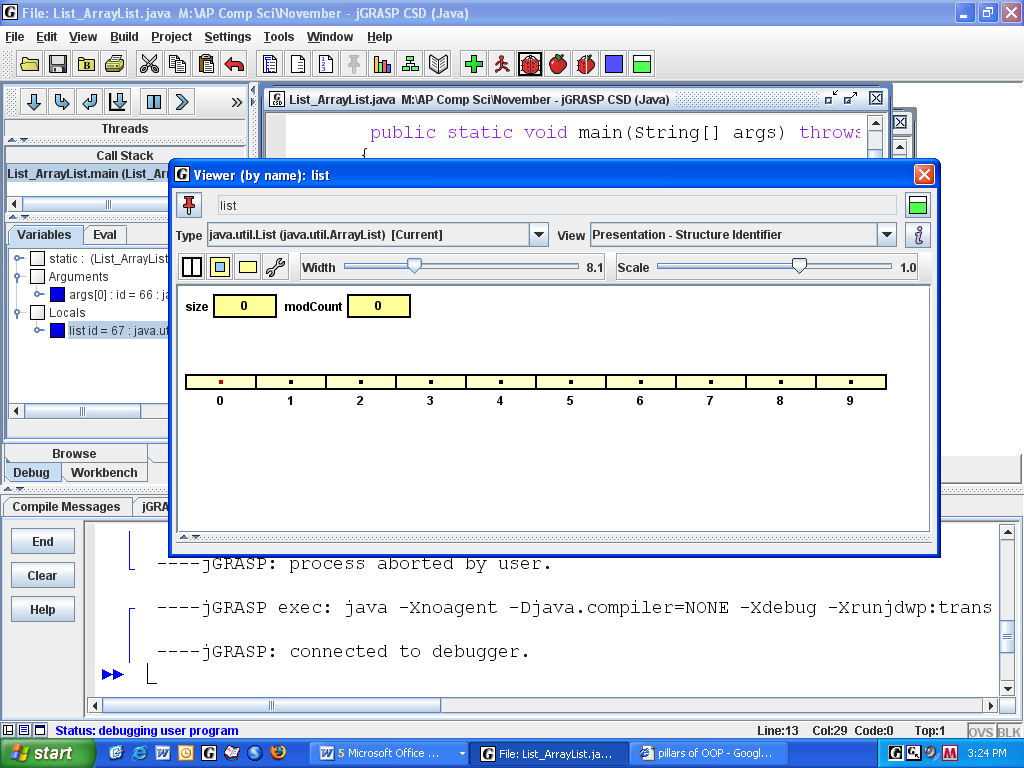 File: List_ArrayList.java M:\AP Comp Sci\November - jGRASP CSD (Java)
File Edit View Build Project Settings Tools Window Help
List_ArrayList.java M:\AP Comp Sci\November - jGRASP CSD (Java)
Threads
public static void main(String[] args) throws
{
Call Stack
List_ArrayList.main (List_Arr
Viewer (by name): list
list
Type java.util.List (java.util.ArrayList) [Current] View Presentation - Structure Identifier
Variables Eval
static : (List_ArrayList
Arguments
args[0] : id = 66 : ja
Locals
list id = 67 : java.ut
Width 8.1 Scale 1.0
size 0 modCount 0
0 1 2 3 4 5 6 7 8 9
Browse
Debug Workbench
Compile Messages jGRA
End
Clear
Help
----jGRASP: process aborted by user.
----jGRASP exec: java -Xnoagent -Djava.compiler=NONE -Xdebug -Xrunjdwp:trans
----jGRASP: connected to debugger.
Status: debugging user program Line:13 Col:29 Code:0 Top:1 OVS BLK
start 5 Microsoft Office ... File: List_ArrayList.ja... pillars of OOP - Googl... 3:24 PM